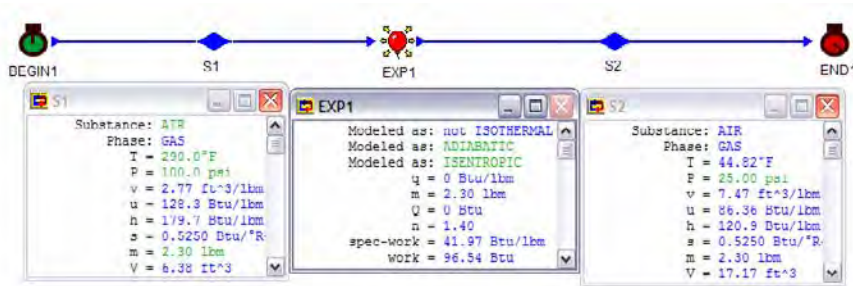 BEGIN1
S1
EXP1
S2
END1
S1
Substance: AIR
Phase: GAS
T = 290.0°F
P = 100.0 psi
v = 2.77 ft^3/lbm
u = 128.3 Btu/lbm
h = 179.7 Btu/lbm
s = 0.5250 Btu/°R-
m = 2.30 lbm
V = 6.38 ft^3
EXP1
Modeled as: not ISOTHERMAL
Modeled as: ADIABATIC
Modeled as: ISENTROPIC
q = 0 Btu/lbm
m = 2.30 lbm
Q = 0 Btu
n = 1.40
spec-work = 41.97 Btu/lbm
work = 96.54 Btu
S2
Substance: AIR
Phase: GAS
T = 44.82°F
P = 25.00 psi
v = 7.47 ft^3/lbm
u = 86.36 Btu/lbm
h = 120.9 Btu/lbm
s = 0.5250 Btu/°R-
m = 2.30 lbm
V = 17.17 ft^3